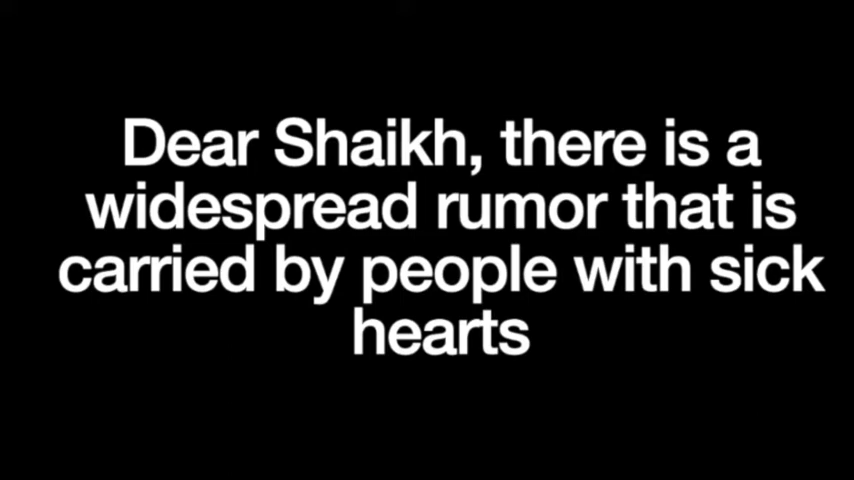 Dear Shaikh, there is a
widespread rumor that is
carried by people with sick
hearts